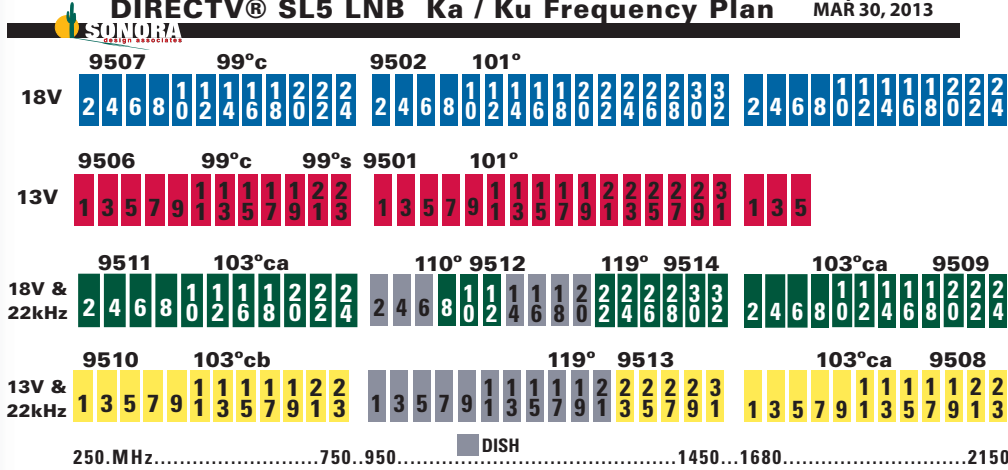 DIRECTV® SL5 LNB Ka / Ku Frequency Plan MAR 30, 2013
SONORA
design associates
9507 99°c 9502 101°
18V 2 4 6 8 10 12 14 16 18 20 22 24 2 4 6 8 10 12 14 16 18 20 22 24 26 28 30 32 2 4 6 8 10 12 14 16 18 20 22 24
9506 99°c 99°s 9501 101°
13V 1 3 5 7 9 11 13 15 17 19 21 23 1 3 5 7 9 11 13 15 17 19 21 23 25 27 29 31 1 3 5
9511 103°ca 110° 9512 119° 9514 103°ca 9509
18V & 22kHz 2 4 6 8 10 12 16 18 20 22 24 2 4 6 8 10 12 14 16 18 20 22 24 26 28 30 32 2 4 6 8 10 12 14 16 18 20 22 24
9510 103°cb 119° 9513 103°ca 9508
13V & 22kHz 1 3 5 7 9 11 13 15 17 19 21 23 1 3 5 7 9 11 13 15 17 19 21 23 25 27 29 31 1 3 5 7 9 11 13 15 17 19 21 23
DISH
250.MHz....................750..950..................................1450...1680.......................2150